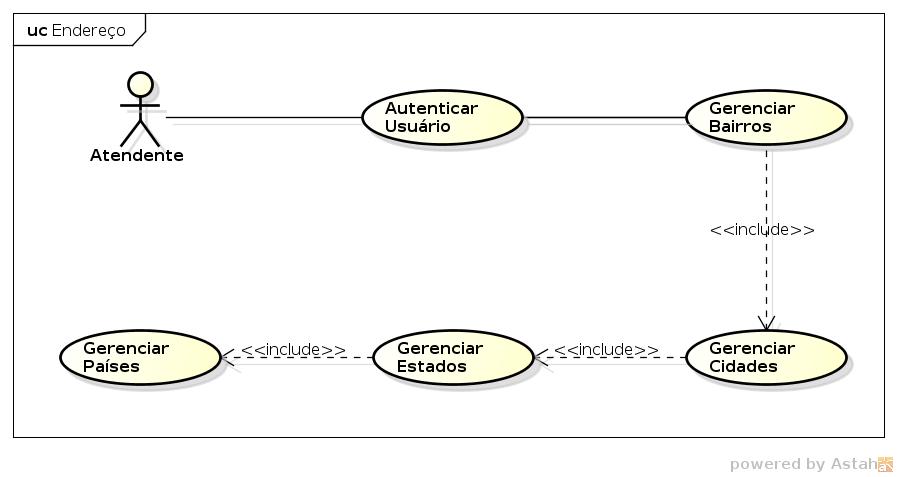 uc Endereço
Autenticar
Usuário
Gerenciar
Bairros
Atendente
<<include>>
Gerenciar
Países
<<include>>
Gerenciar
Estados
<<include>>
Gerenciar
Cidades
powered by Astah